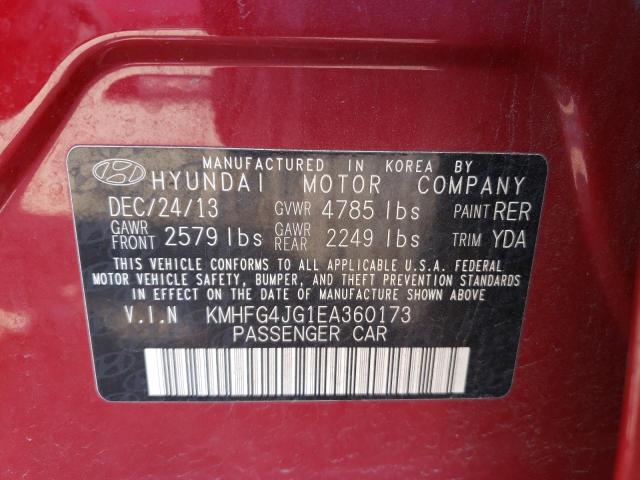 MANUFACTURED IN KOREA BY
HYUNDAI MOTOR COMPANY
DEC/24/13 GVWR 4785 lbs PAINT RER
GAWR FRONT 2579 lbs GAWR REAR 2249 lbs TRIM YDA
THIS VEHICLE CONFORMS TO ALL APPLICABLE U.S.A. FEDERAL
MOTOR VEHICLE SAFETY, BUMPER, AND THEFT PREVENTION STANDARDS
IN EFFECT ON THE DATE OF MANUFACTURE SHOWN ABOVE
V.I.N KMHFG4JG1EA360173
PASSENGER CAR